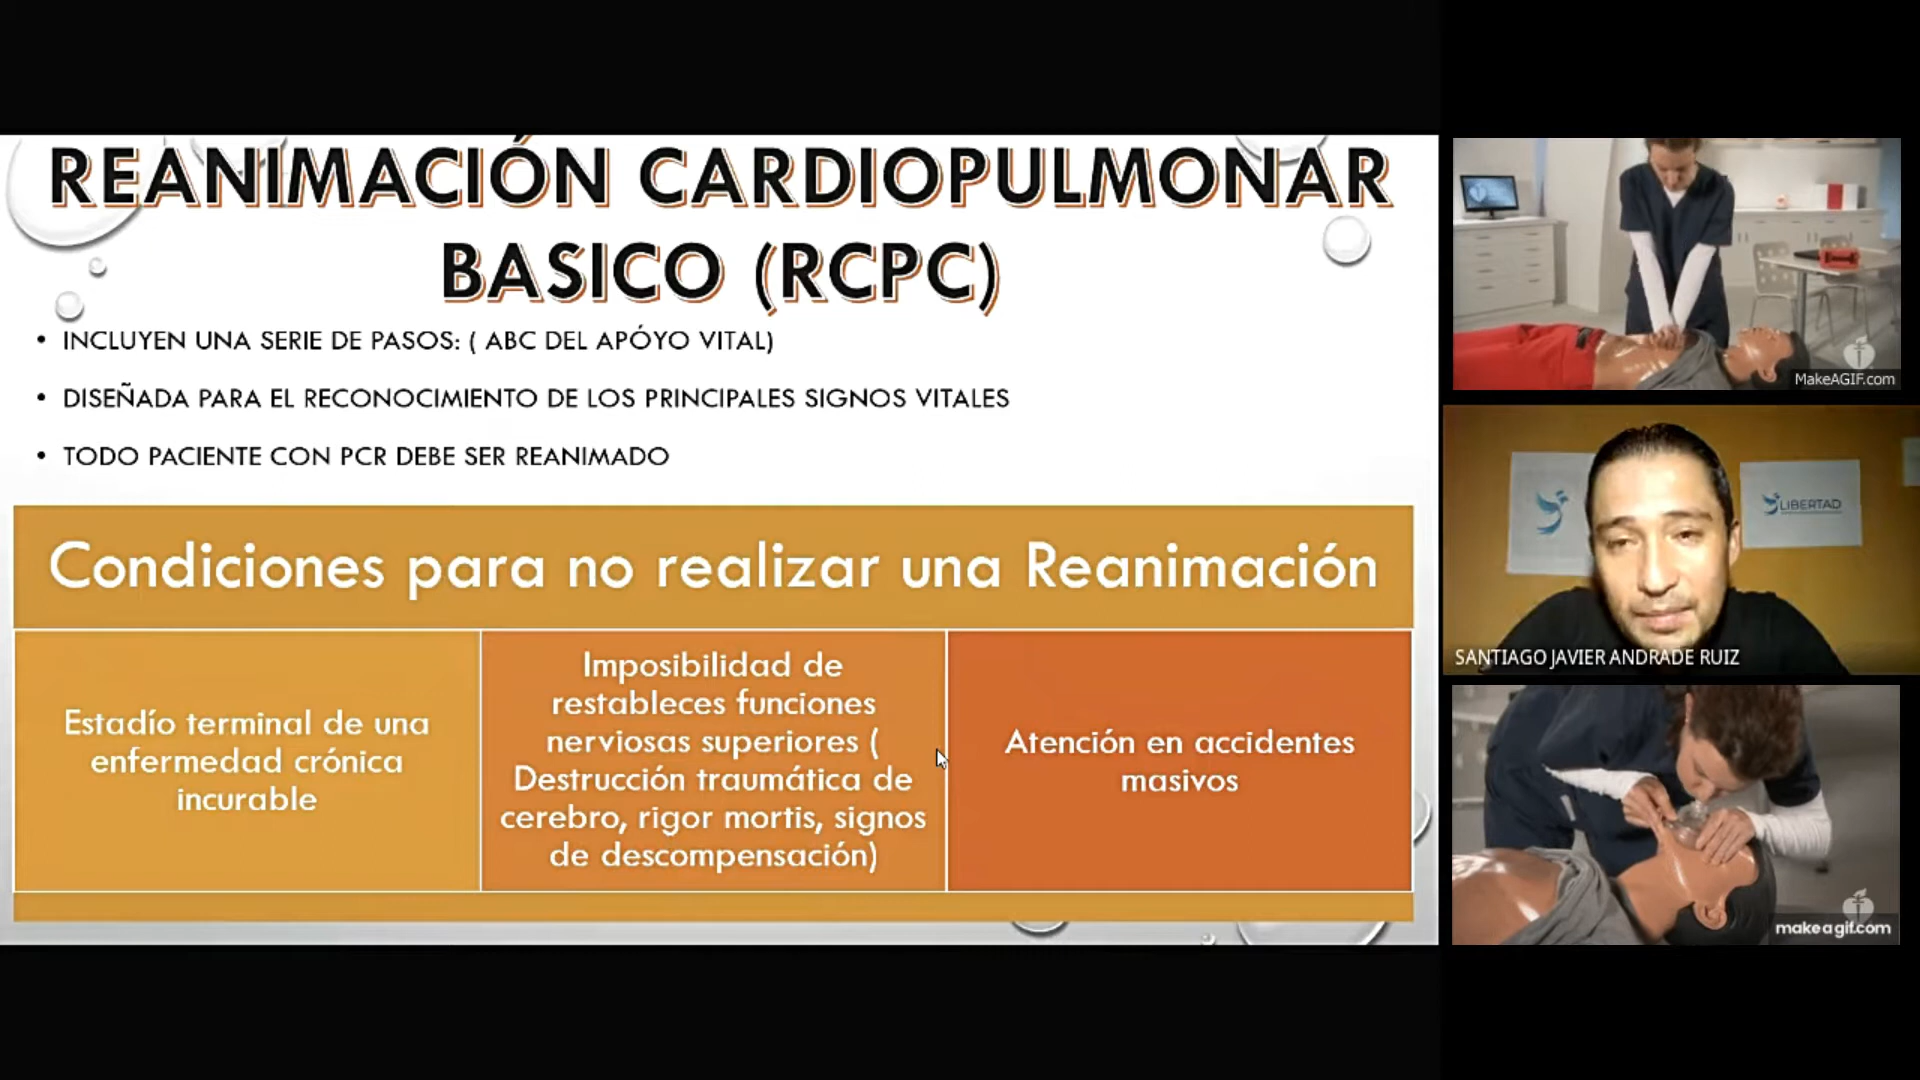 REANIMACIÓN CARDIOPULMONAR
BASICO (RCPC)
• INCLUYEN UNA SERIE DE PASOS: ( ABC DEL APÓYO VITAL)
• DISEÑADA PARA EL RECONOCIMIENTO DE LOS PRINCIPALES SIGNOS VITALES
• TODO PACIENTE CON PCR DEBE SER REANIMADO
Condiciones para no realizar una Reanimación
Estadío terminal de una
enfermedad crónica
incurable
Imposibilidad de
restableces funciones
nerviosas superiores (
Destrucción traumática de
cerebro, rigor mortis, signos
de descompensación)
Atención en accidentes
masivos
MakeAGIF.com
LIBERTAD
SANTIAGO JAVIER ANDRADE RUIZ
makeagif.com